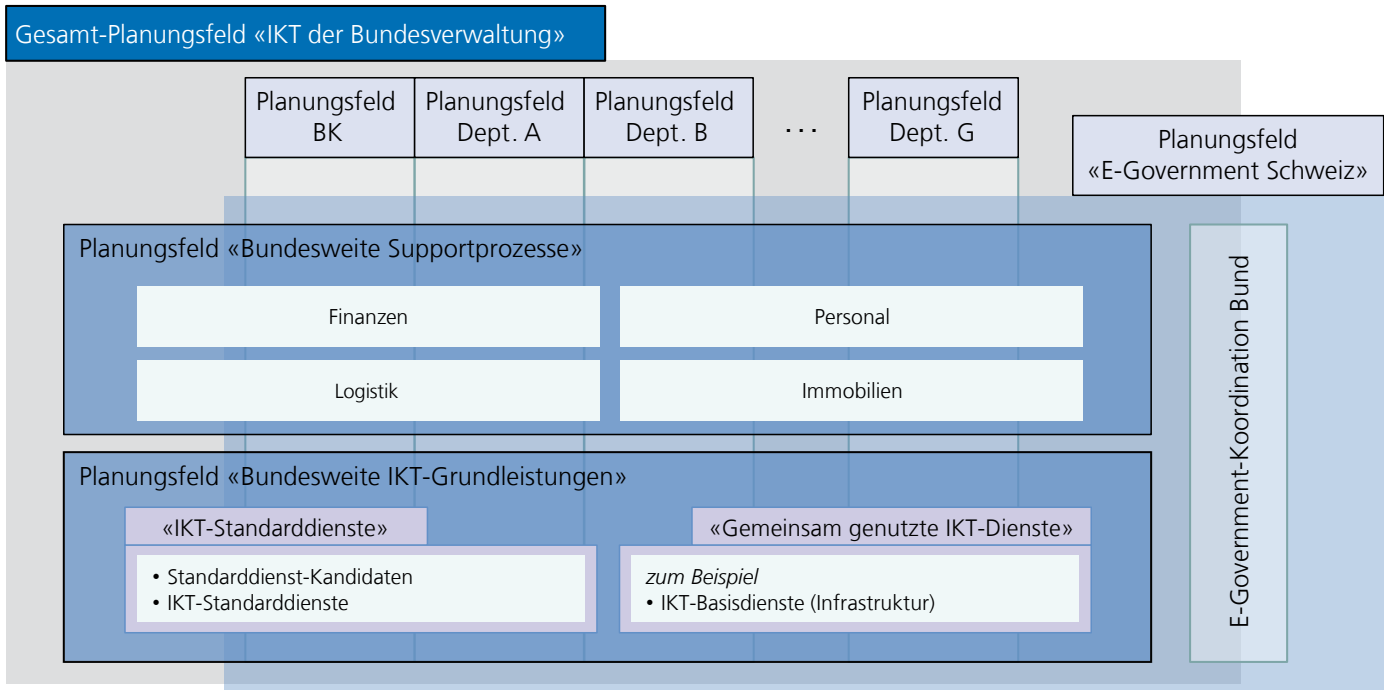 Gesamt-Planungsfeld «IKT der Bundesverwaltung»
Planungsfeld
BK
Planungsfeld
Dept. A
Planungsfeld
Dept. B
...
Planungsfeld
Dept. G
Planungsfeld
«E-Government Schweiz»
Planungsfeld «Bundesweite Supportprozesse»
Finanzen
Personal
Logistik
Immobilien
E-Government-Koordination Bund
Planungsfeld «Bundesweite IKT-Grundleistungen»
«IKT-Standarddienste»
• Standarddienst-Kandidaten
• IKT-Standarddienste
«Gemeinsam genutzte IKT-Dienste»
zum Beispiel
• IKT-Basisdienste (Infrastruktur)